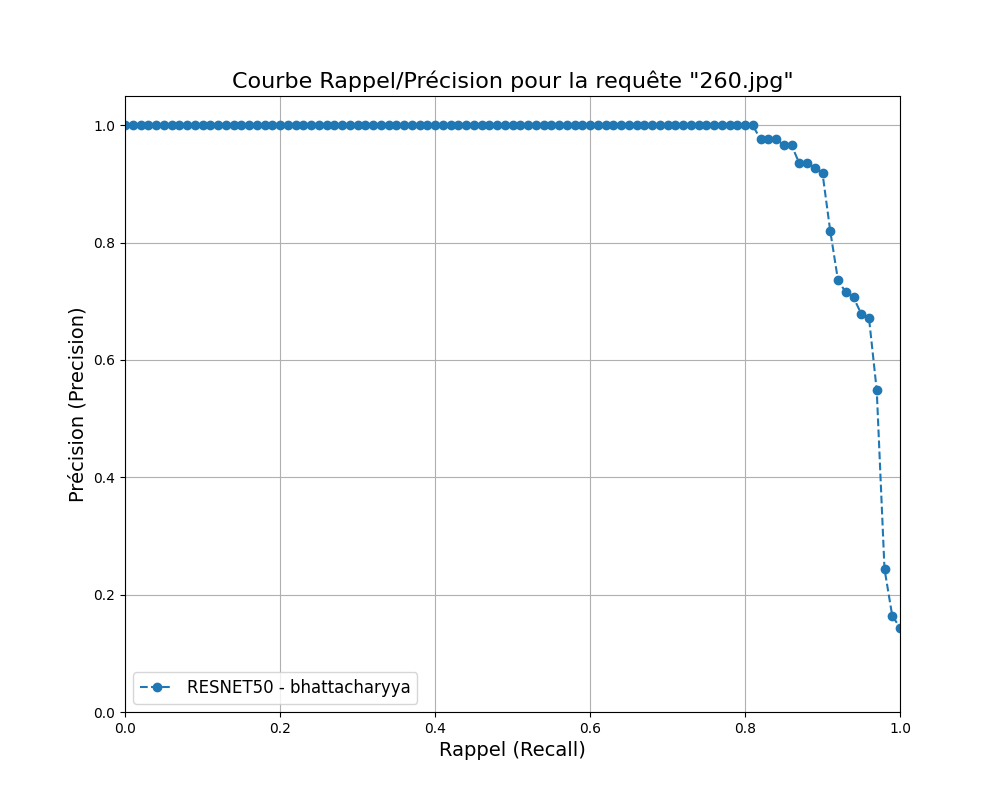 Courbe Rappel/Précision pour la requête "260.jpg"
1.0
0.8
0.6
0.4
0.2
0.0
Précision (Precision)
RESNET50 - bhattacharyya
0.0 0.2 0.4 0.6 0.8 1.0
Rappel (Recall)